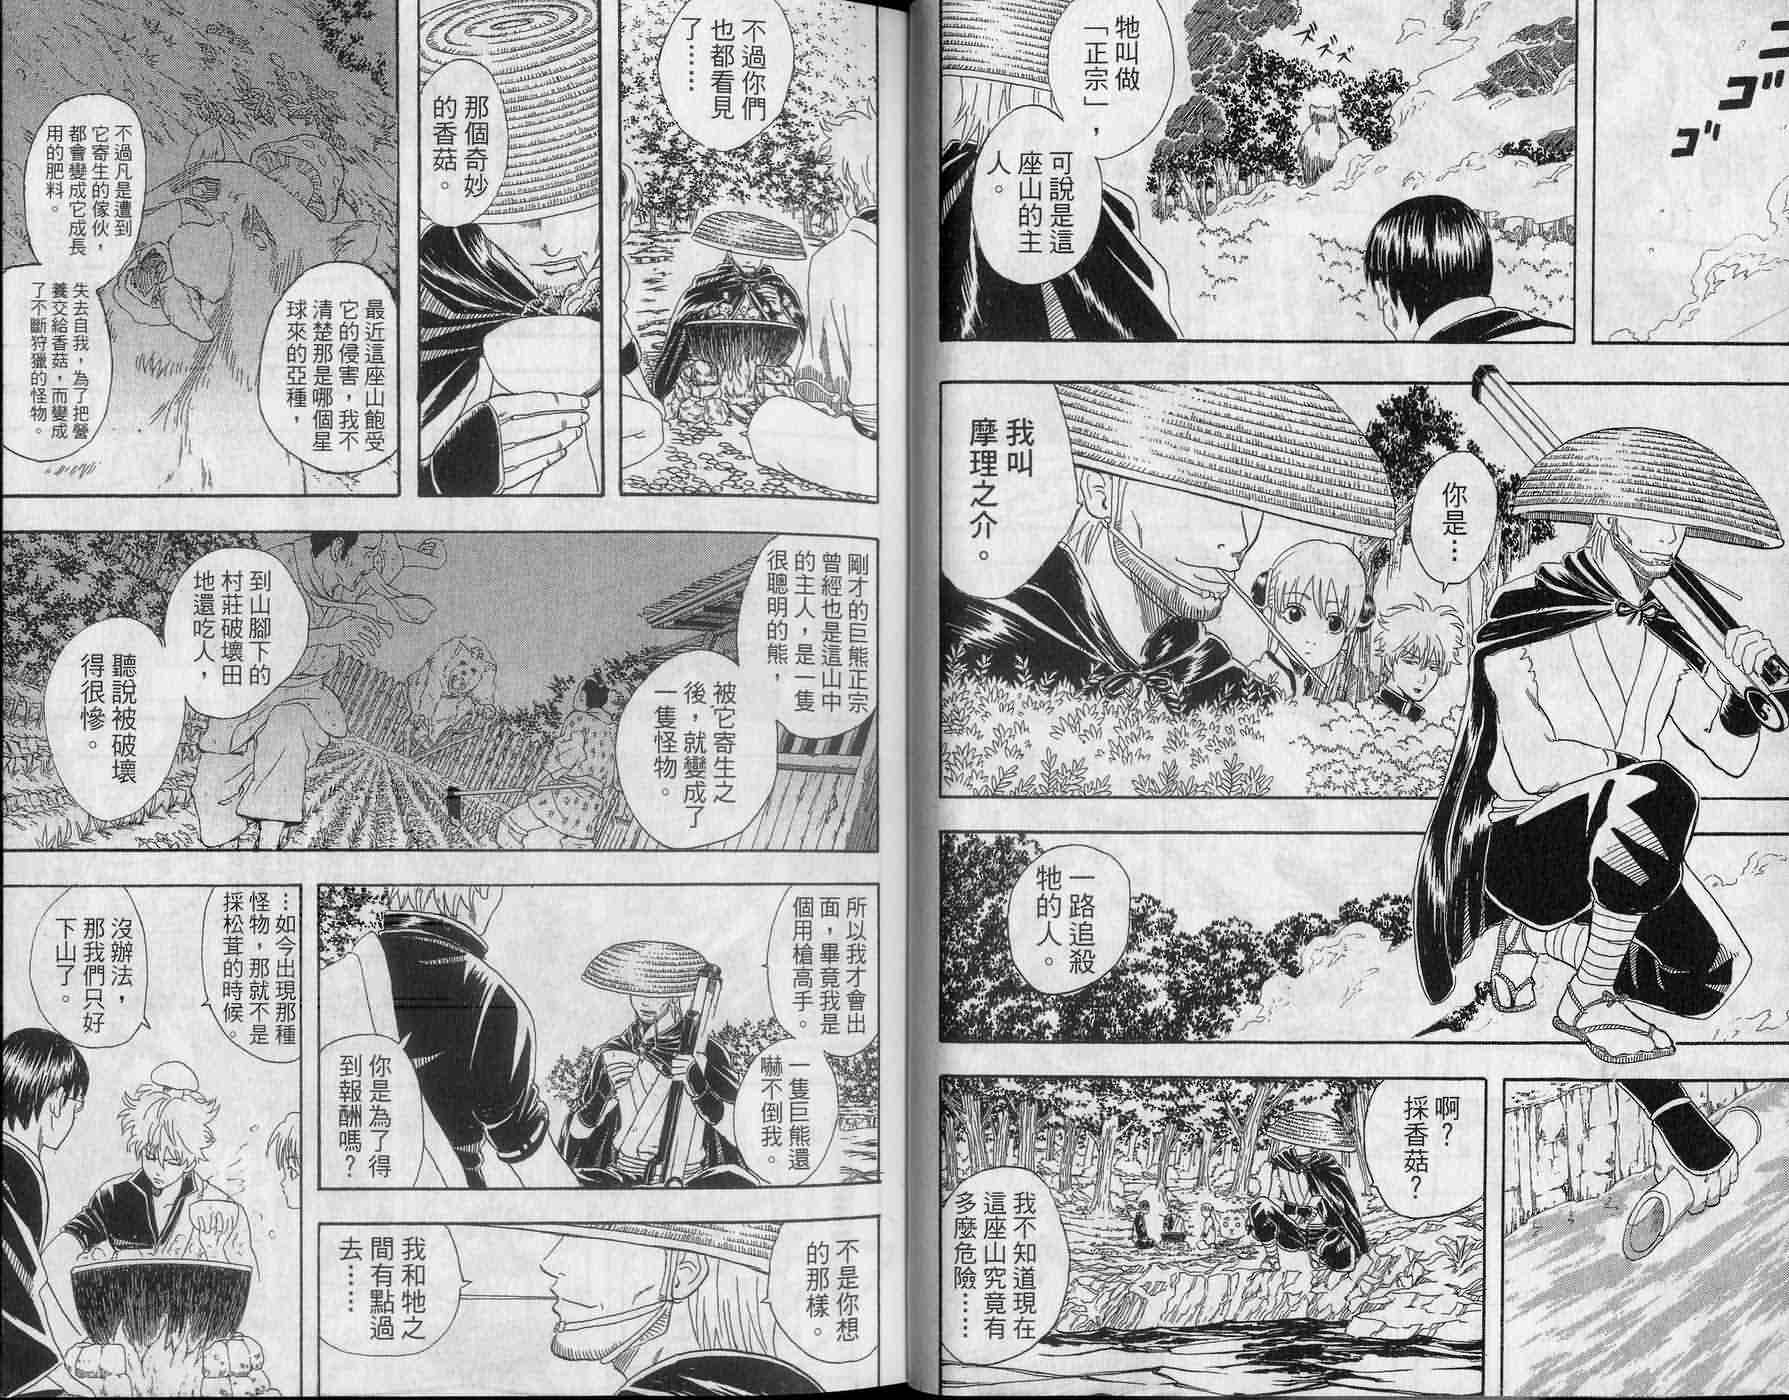 ゴゴゴ
ギギギ
牠叫做
「正宗」，
可說是這
座山的主
人。
你是…
我叫
摩理之介。
一路追殺
牠的人。
啊？
採香菇？
我不知道現在
這座山究竟有
多麼危險……
不過你們
也都看見
了……
那個奇妙
的香菇。
最近這座山飽受
它的侵害，我不
清楚那是哪個星
球來的亞種，
不過凡是遭到
它寄生的傢伙，
都會變成它成長
用的肥料。
失去自我，為了把營
養交給香菇，而變成
了不斷狩獵的怪物。
剛才的巨熊正宗
曾經也是這山中
的主人，是一隻
很聰明的熊，
被它寄生之
後，就變成了
一隻怪物。
到山腳下的
村莊破壞田
地還吃人，
聽說被破壞
得很慘。
所以我才會出
面，畢竟我是
個用槍高手。
一隻巨熊還
嚇不倒我。
你是為了得
到報酬嗎？
不是你想
的那樣。
我和牠之
間有點過
去……
…如今出現那種
怪物，那就不是
採松茸的時候。
沒辦法，
那我們只好
下山了。